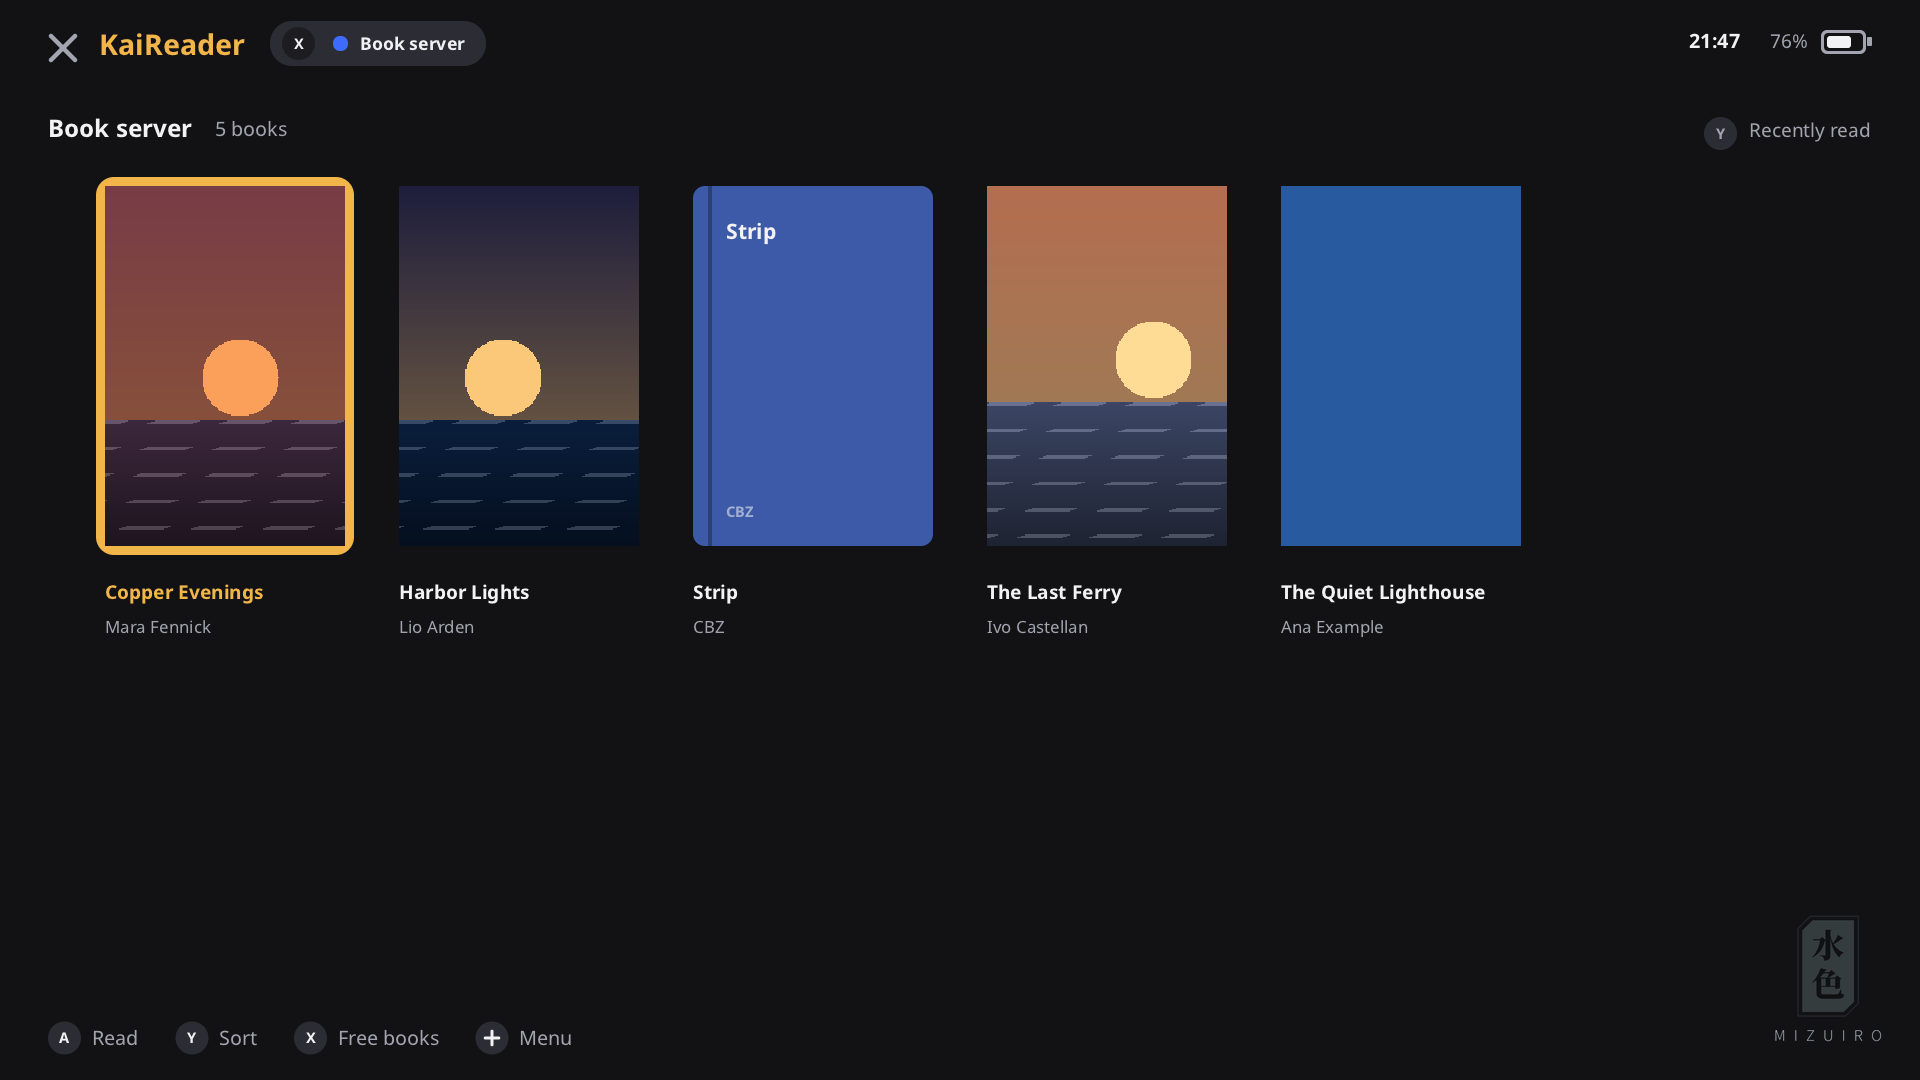 KaiReader
X Book server
21:47 76%
Book server 5 books
Y Recently read
Strip
CBZ
Copper Evenings
Mara Fennick
Harbor Lights
Lio Arden
Strip
CBZ
The Last Ferry
Ivo Castellan
The Quiet Lighthouse
Ana Example
水色
MIZUIRO
A Read Y Sort X Free books + Menu